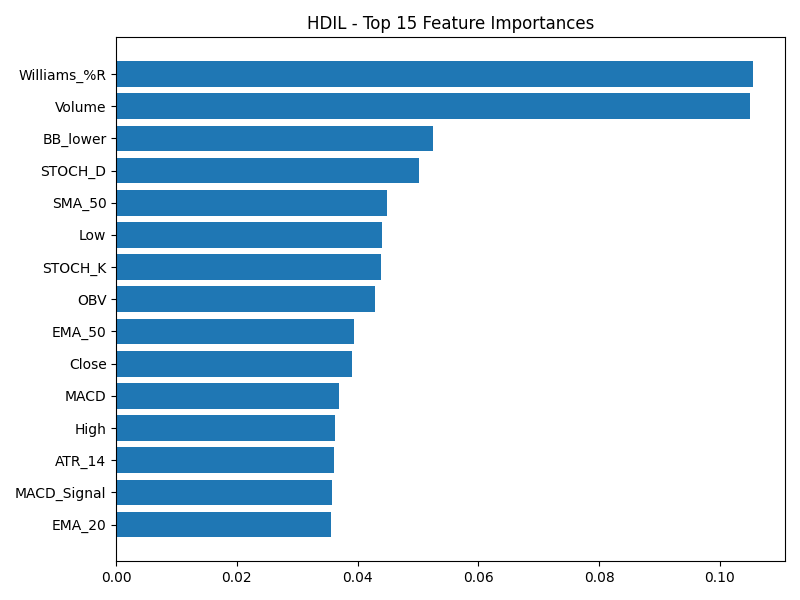 HDIL - Top 15 Feature Importances
Williams_%R
Volume
BB_lower
STOCH_D
SMA_50
Low
STOCH_K
OBV
EMA_50
Close
MACD
High
ATR_14
MACD_Signal
EMA_20
0.00 0.02 0.04 0.06 0.08 0.10